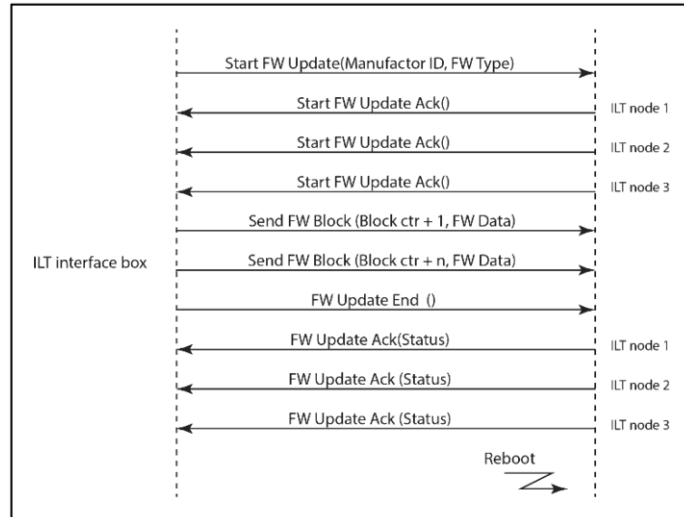 Start FW Update(Manufactor ID, FW Type)
Start FW Update Ack()
ILT node 1
Start FW Update Ack()
ILT node 2
Start FW Update Ack()
ILT node 3
Send FW Block (Block ctr + 1, FW Data)
ILT interface box
Send FW Block (Block ctr + n, FW Data)
FW Update End ()
FW Update Ack(Status)
ILT node 1
FW Update Ack (Status)
ILT node 2
FW Update Ack (Status)
ILT node 3
Reboot